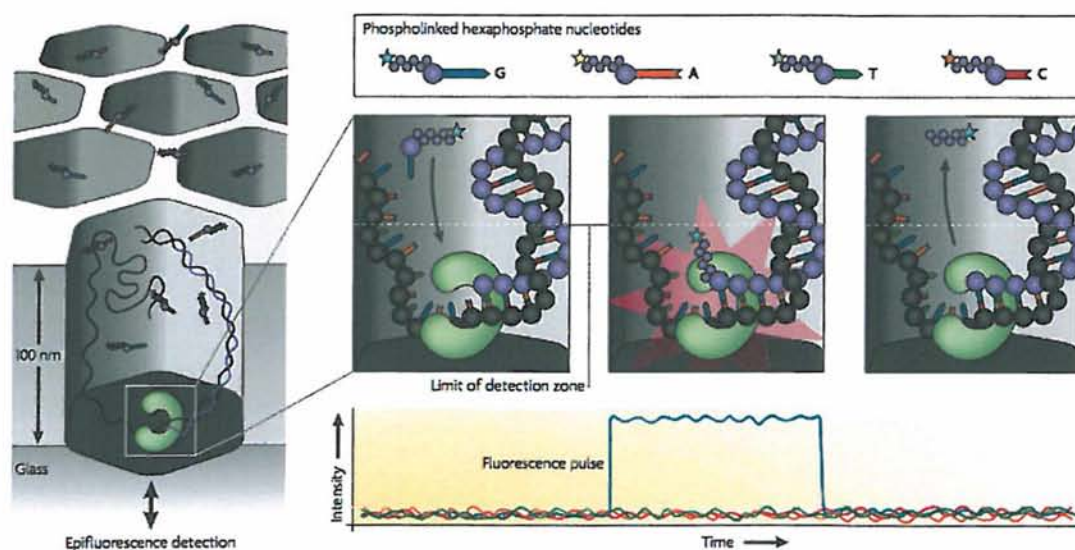 Phospholinked hexaphosphate nucleotides
G
A
T
C
100 nm
Glass
Epifluorescence detection
Limit of detection zone
Intensity
Fluorescence pulse
Time